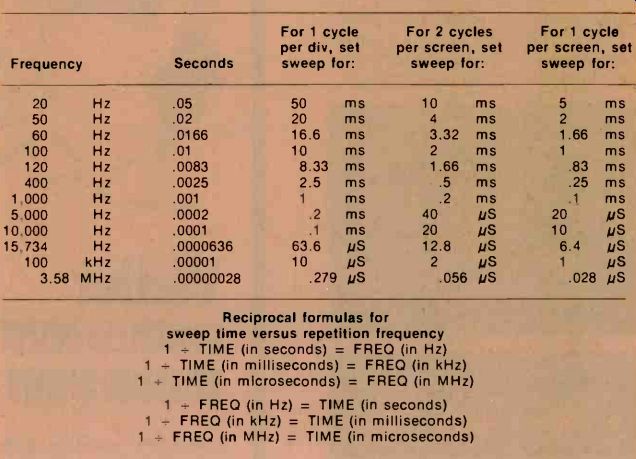 For 1 cycle For 2 cycles For 1 cycle
per div, set per screen, set per screen, set
Frequency Seconds sweep for: sweep for: sweep for:
20 Hz .05 50 ms 10 ms 5 ms
50 Hz .02 20 ms 4 ms 2 ms
60 Hz .0166 16.6 ms 3.32 ms 1.66 ms
100 Hz .01 10 ms 2 ms 1 ms
120 Hz .0083 8.33 ms 1.66 ms .83 ms
400 Hz .0025 2.5 ms .5 ms .25 ms
1,000 Hz .001 1 ms .2 ms .1 ms
5,000 Hz .0002 .2 ms 40 µS 20 µS
10,000 Hz .0001 .1 ms 20 µS 10 µS
15,734 Hz .0000636 63.6 µS 12.8 µS 6.4 µS
100 kHz .00001 10 µS 2 µS 1 µS
3.58 MHz .00000028 .279 µS .056 µS .028 µS
Reciprocal formulas for
sweep time versus repetition frequency
1 ÷ TIME (in seconds) = FREQ (in Hz)
1 ÷ TIME (in milliseconds) = FREQ (in kHz)
1 ÷ TIME (in microseconds) = FREQ (in MHz)
1 ÷ FREQ (in Hz) = TIME (in seconds)
1 ÷ FREQ (in kHz) = TIME (in milliseconds)
1 ÷ FREQ (in MHz) = TIME (in microseconds)